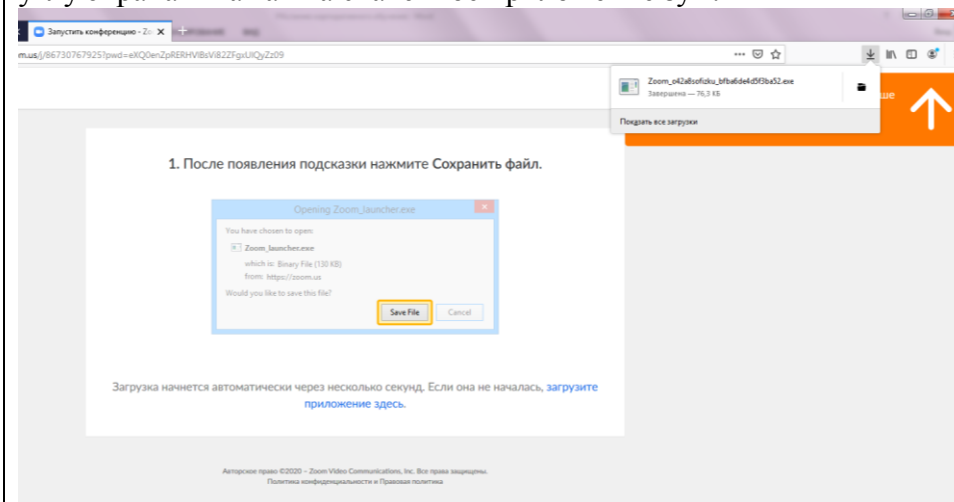 Запустить конференцию - Zo
m.us/j/86730767925?pwd=eXQ0enZpRERHVlBsVi82ZFgsUlQyZz09
Zoom_o42a8sofizku_bfba6de4d5f3ba52.exe
Завершена — 76,3 КБ
Показать все загрузки
ше
1. После появления подсказки нажмите Сохранить файл.
Opening Zoom_launcher.exe
You have chosen to open:
Zoom_launcher.exe
which is: Binary File (130 KB)
from: https://zoom.us
Would you like to save this file?
Save File
Cancel
Загрузка начнется автоматически через несколько секунд. Если она не началась, загрузите
приложение здесь.
Авторское право ©2020 – Zoom Video Communications, Inc. Все права защищены.
Политика конфиденциальности и Правовая политика